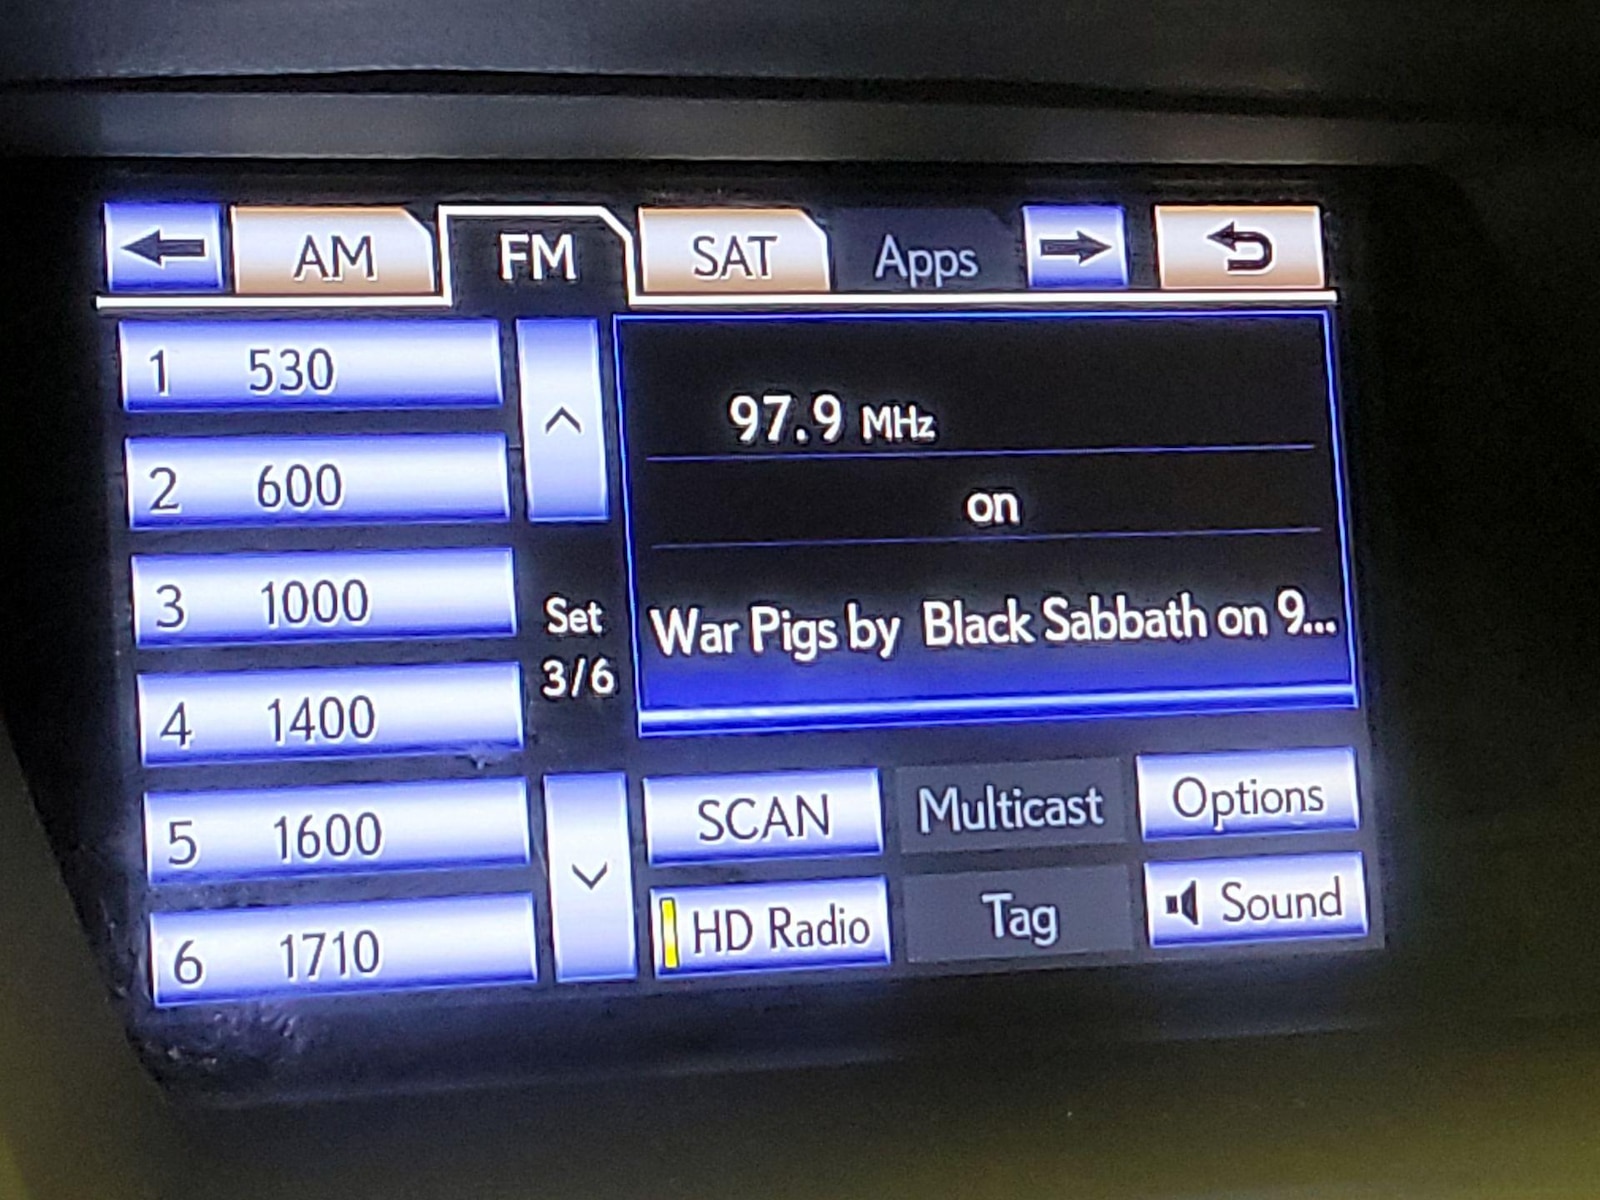 AM FM SAT Apps
1 530
2 600
3 1000
4 1400
5 1600
6 1710
Set
3/6
97.9 MHz
on
War Pigs by Black Sabbath on 9...
SCAN Multicast Options
HD Radio Tag Sound